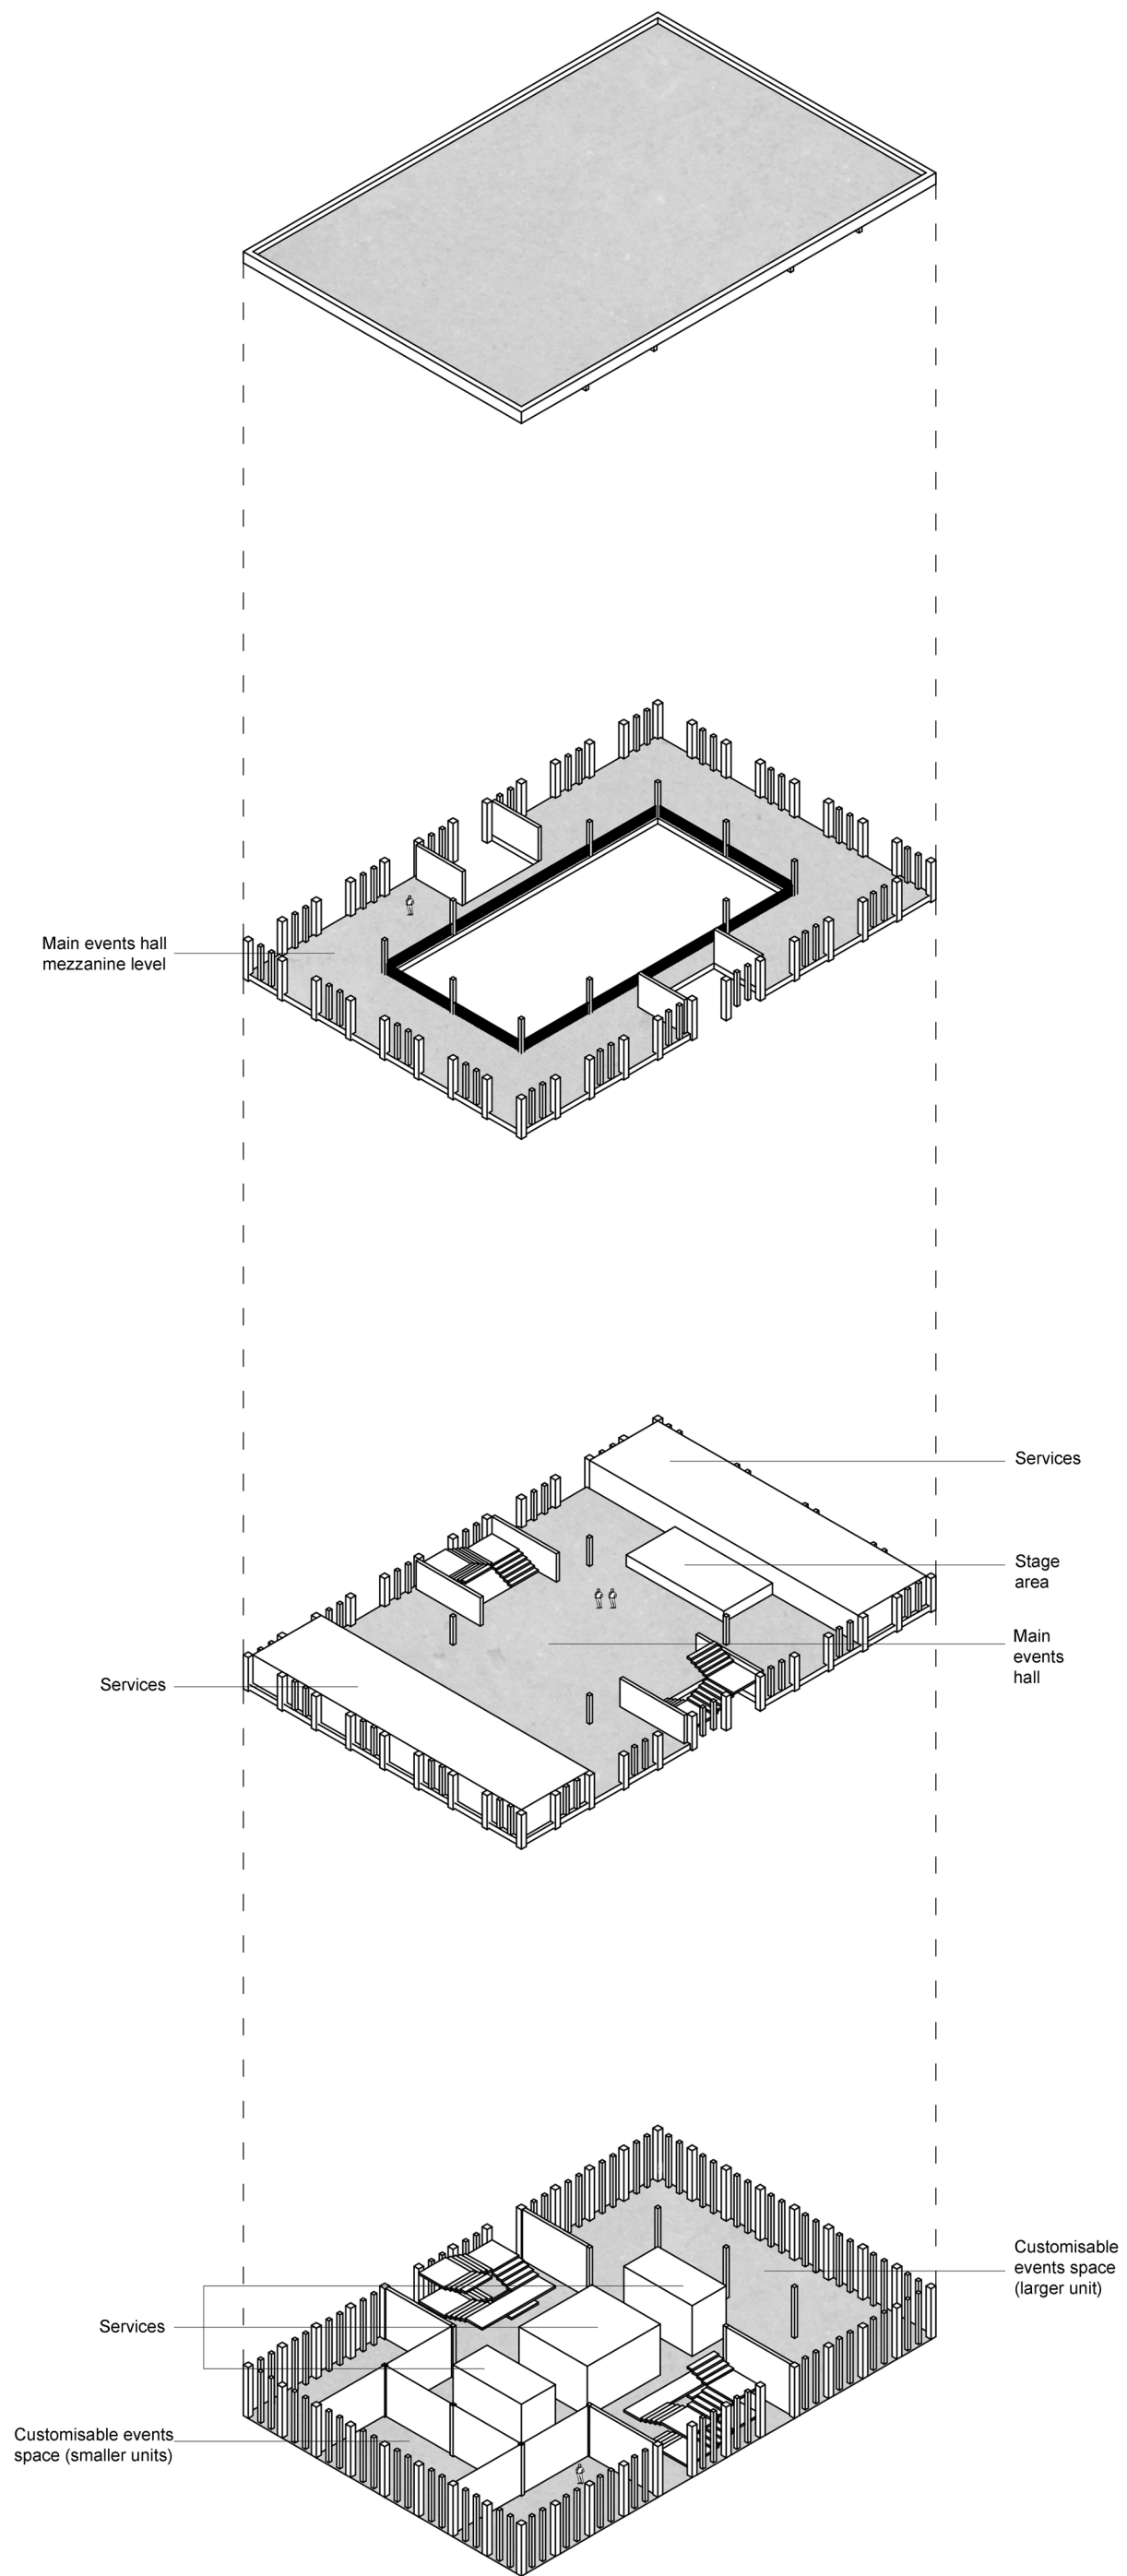 Main events hall
mezzanine level
Services
Stage
area
Main
events
hall
Services
Customisable
events space
(larger unit)
Services
Customisable events
space (smaller units)